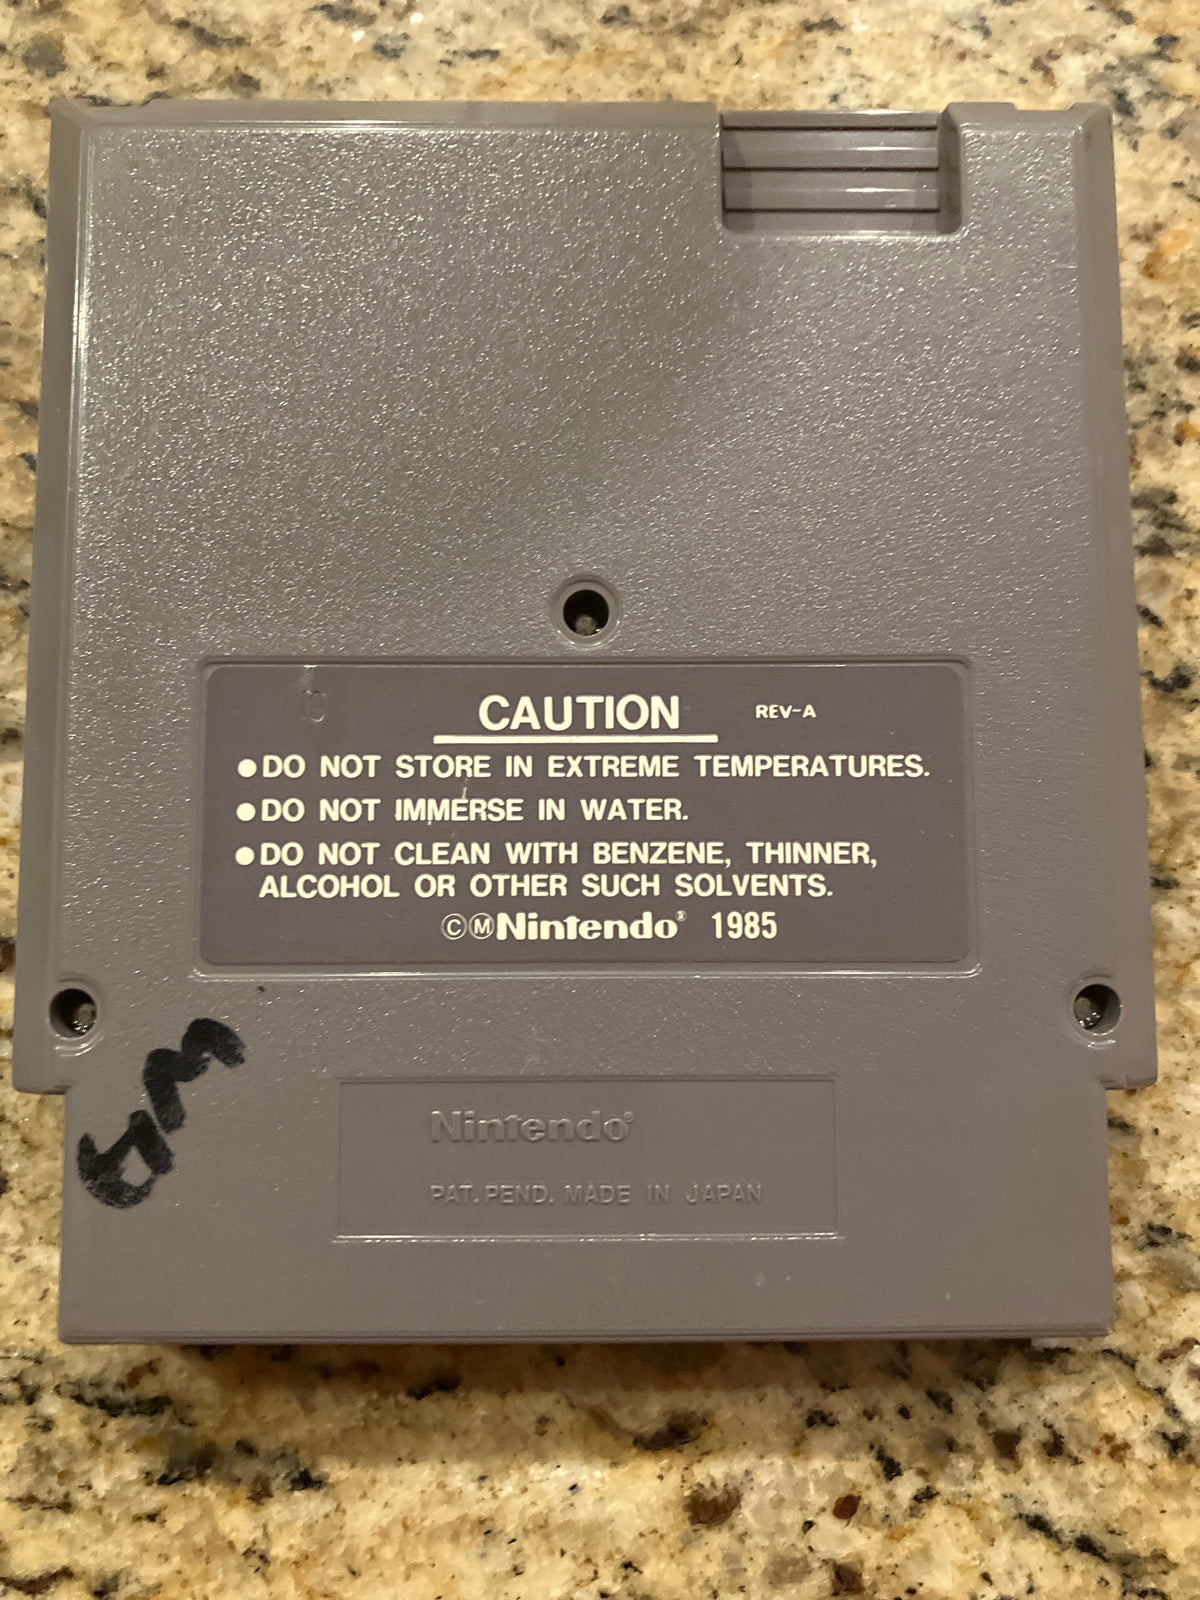 CAUTION REV-A
●DO NOT STORE IN EXTREME TEMPERATURES.
●DO NOT IMMERSE IN WATER.
●DO NOT CLEAN WITH BENZENE, THINNER,
ALCOHOL OR OTHER SUCH SOLVENTS.
ⒸⓂNintendo® 1985
Nintendo®
PAT. PEND. MADE IN JAPAN